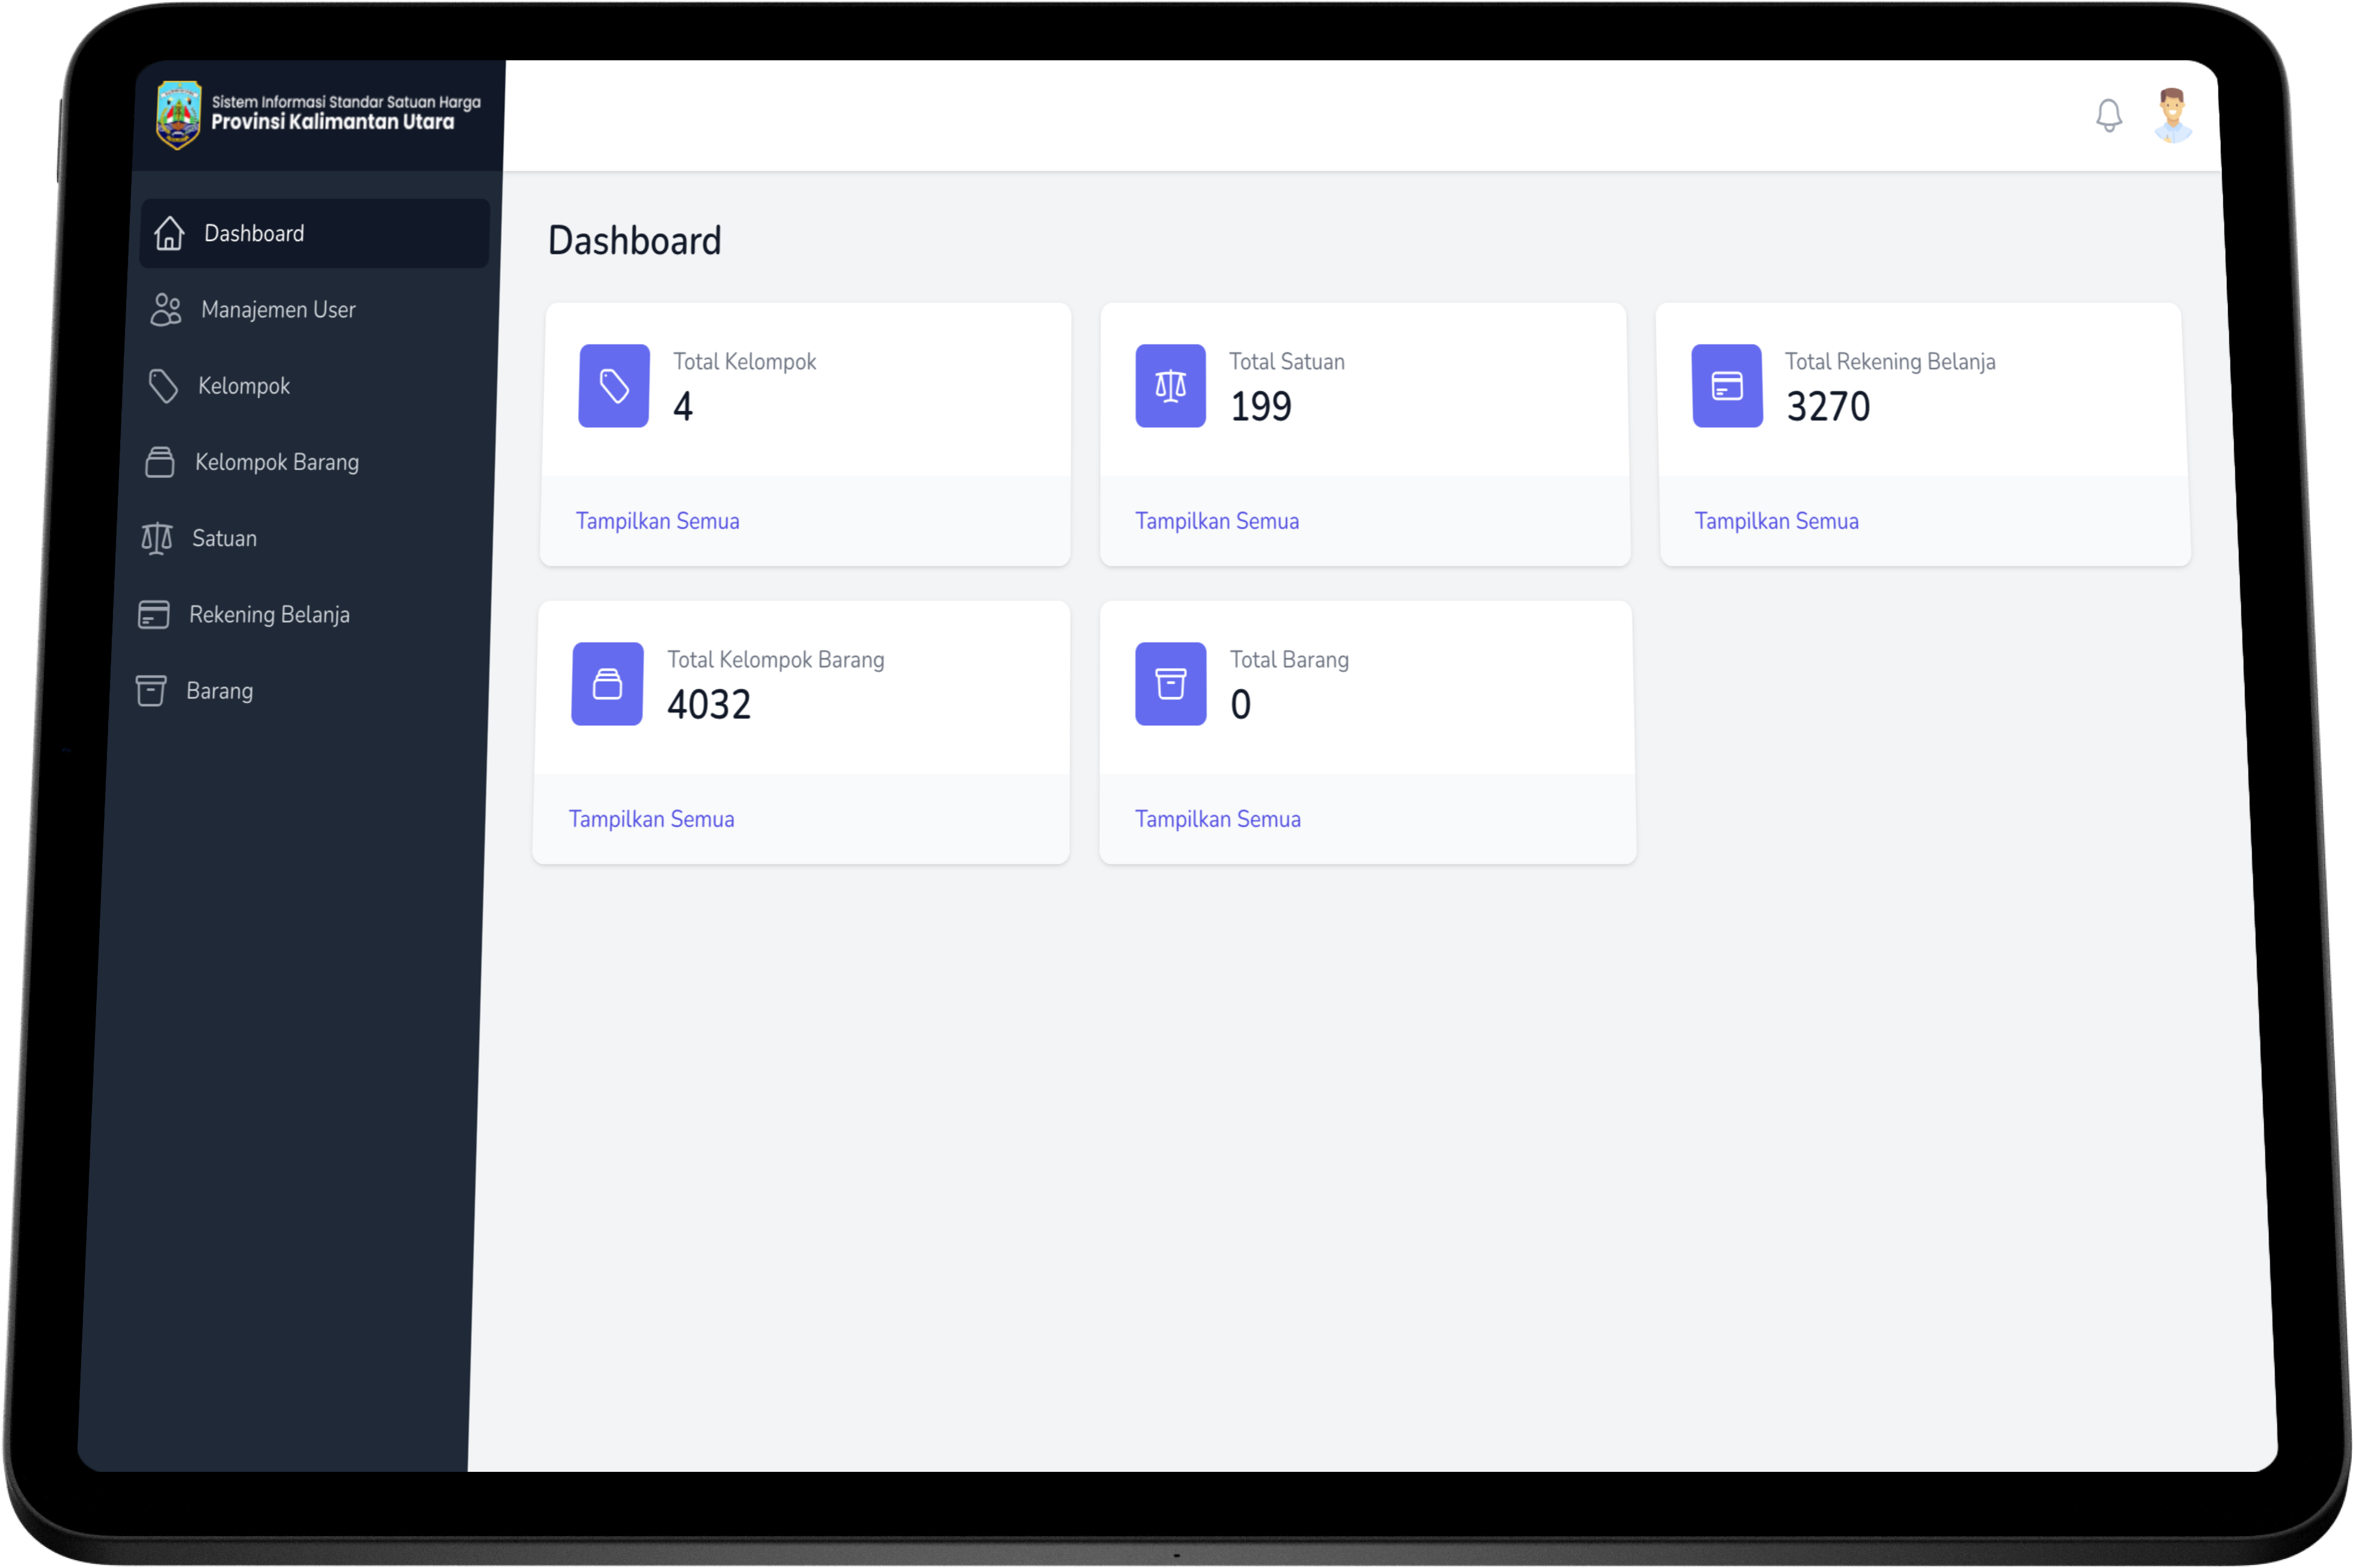 Sistem Informasi Standar Satuan Harga
Provinsi Kalimantan Utara
Dashboard
Manajemen User
Kelompok
Kelompok Barang
Satuan
Rekening Belanja
Barang
Dashboard
Total Kelompok
4
Tampilkan Semua
Total Satuan
199
Tampilkan Semua
Total Rekening Belanja
3270
Tampilkan Semua
Total Kelompok Barang
4032
Tampilkan Semua
Total Barang
0
Tampilkan Semua